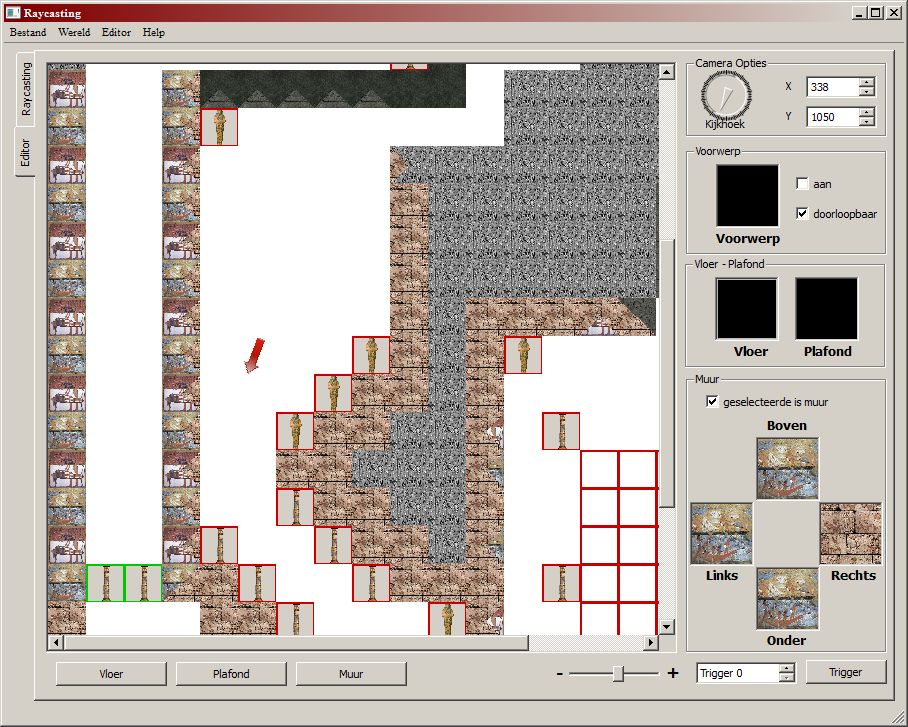 Raycasting
Bestand Wereld Editor Help
Raycasting
Editor
Camera Opties
X 338
Kijkhoek
Y 1050
Voorwerp
aan
doorloopbaar
Voorwerp
Vloer - Plafond
Vloer Plafond
Muur
geselecteerde is muur
Boven
Links Rechts
Onder
Vloer Plafond Muur - + Trigger 0 Trigger